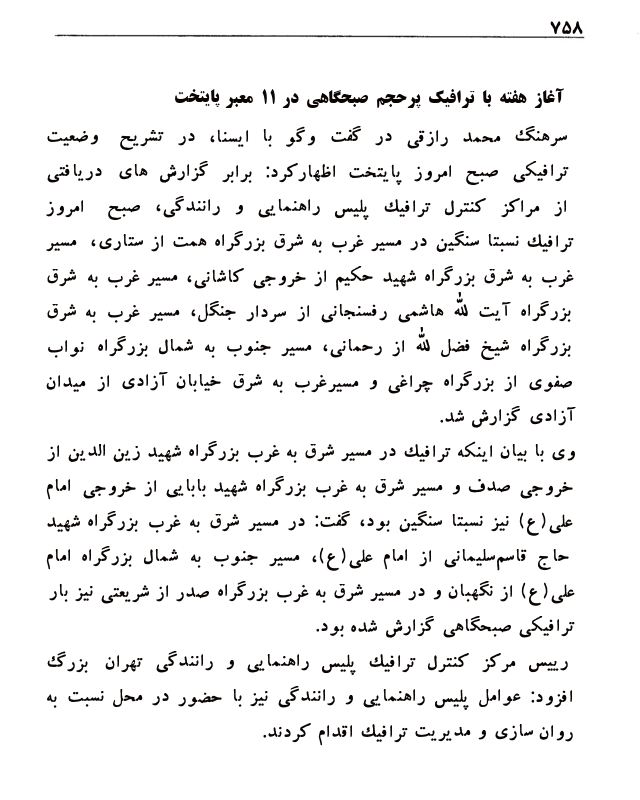 ۷۵۸
آغاز هفته با ترافیک پرحجم صبحگاهی در ۱۱ معبر پایتخت
سرهنگ محمد رازقی در گفت وگو با ایسنا، در تشریح وضعیت
ترافیکی صبح امروز پایتخت اظهارکرد: برابر گزارش های دریافتی
از مراکز کنترل ترافیك پلیس راهنمایی و رانندگی، صبح امروز
ترافیك نسبتا سنگین در مسیر غرب به شرق بزرگراه همت از ستاری، مسیر
غرب به شرق بزرگراه شهید حکیم از خروجی کاشانی، مسیر غرب به شرق
بزرگراه آیت لله هاشمی رفسنجانی از سردار جنگل، مسیر غرب به شرق
بزرگراه شیخ فضل لله از رحمانی، مسیر جنوب به شمال بزرگراه نواب
صفوی از بزرگراه چراغی و مسیرغرب به شرق خیابان آزادی از میدان
آزادی گزارش شد.
وی با بیان اینکه ترافیك در مسیر شرق به غرب بزرگراه شهید زین الدین از
خروجی صدف و مسیر شرق به غرب بزرگراه شهید بابایی از خروجی امام
علی(ع) نیز نسبتا سنگین بود، گفت: در مسیر شرق به غرب بزرگراه شهید
حاج قاسم‌سلیمانی از امام علی(ع)، مسیر جنوب به شمال بزرگراه امام
علی(ع) از نگهبان و در مسیر شرق به غرب بزرگراه صدر از شریعتی نیز بار
ترافیکی صبحگاهی گزارش شده بود.
رییس مرکز کنترل ترافیك پلیس راهنمایی و رانندگی تهران بزرگ
افزود: عوامل پلیس راهنمایی و رانندگی نیز با حضور در محل نسبت به
روان سازی و مدیریت ترافیك اقدام کردند.